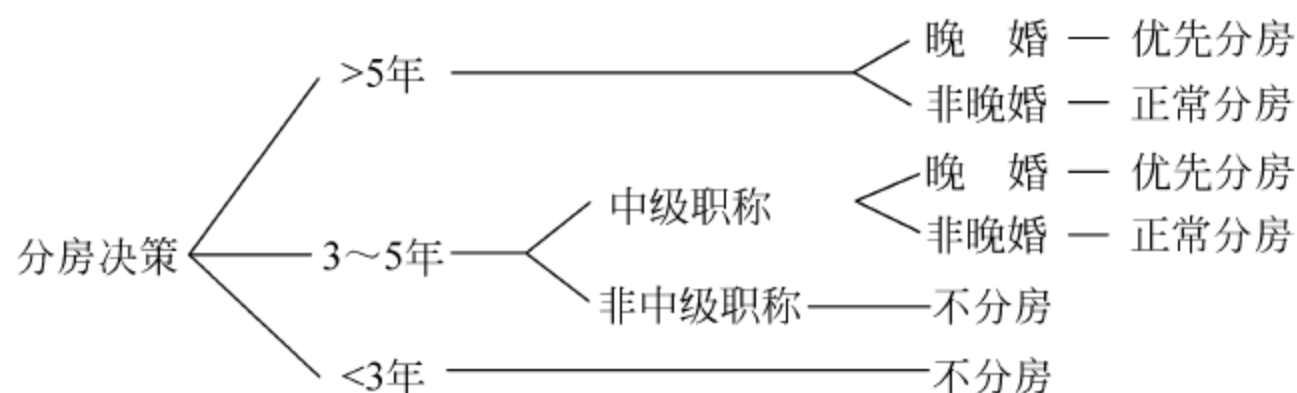 晚 婚 — 优先分房
>5年
非晚婚 — 正常分房
晚 婚 — 优先分房
中级职称
非晚婚 — 正常分房
分房决策
3～5年
非中级职称
不分房
<3年
不分房